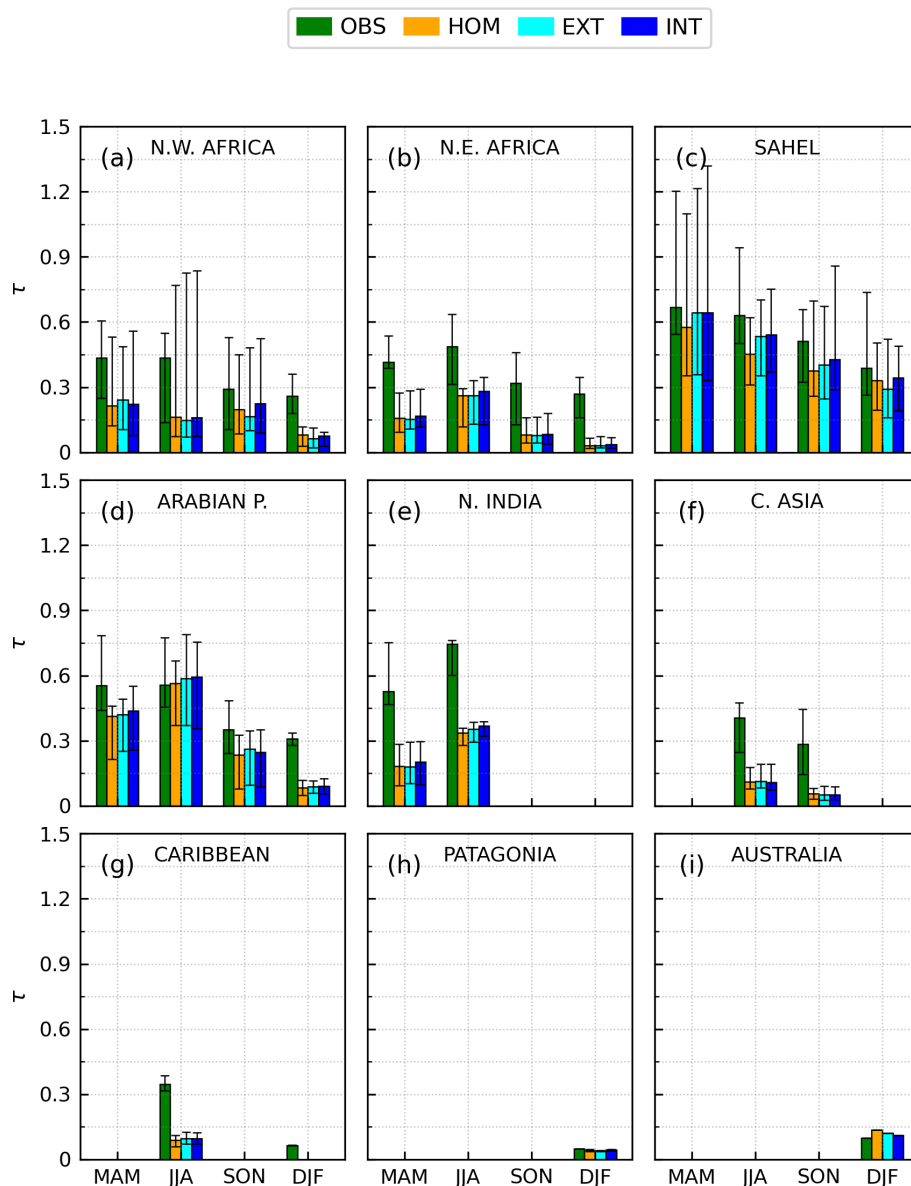 OBS HOM EXT INT
(a) N.W. AFRICA
(b) N.E. AFRICA
(c) SAHEL
1.5
1.2
0.9
τ
0.6
0.3
0
(d) ARABIAN P.
(e) N. INDIA
(f) C. ASIA
1.5
1.2
0.9
τ
0.6
0.3
0
(g) CARIBBEAN
(h) PATAGONIA
(i) AUSTRALIA
1.5
1.2
0.9
τ
0.6
0.3
0
MAM JJA SON DJF
MAM JJA SON DJF
MAM JJA SON DJF